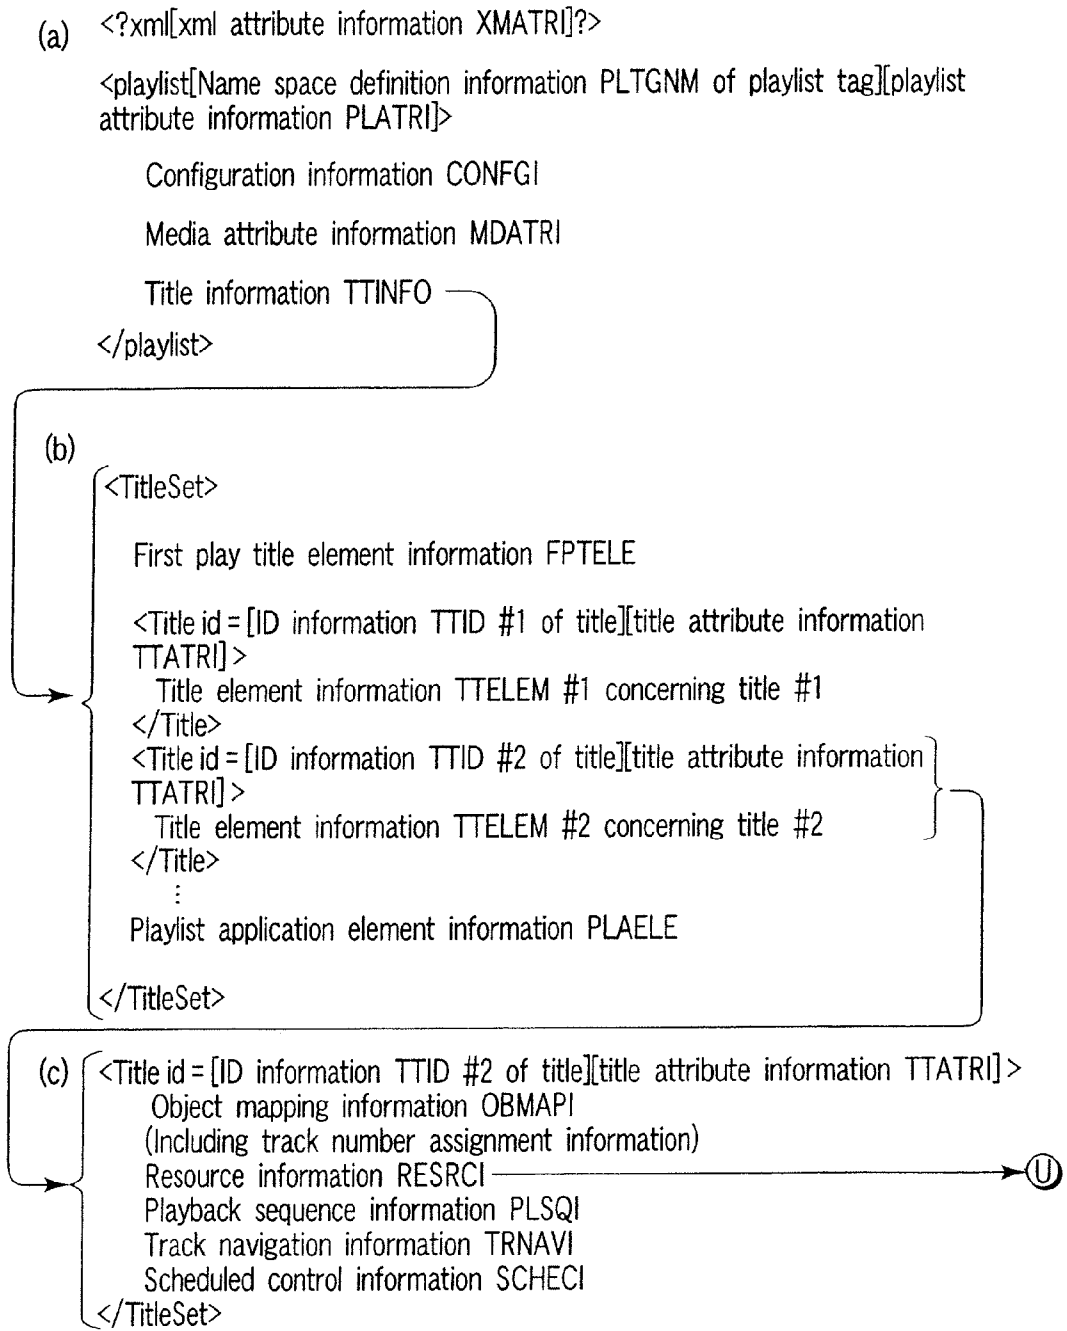 (a) <?xml[xml attribute information XMATRI]?>
<playlist[Name space definition information PLTGNM of playlist tag][playlist
attribute information PLATRI]>
Configuration information CONFGI
Media attribute information MDATRI
Title information TTINFO
</playlist>
(b)
<TitleSet>
First play title element information FPTELE
<Title id = [ID information TTID #1 of title][title attribute information
TTATRI] >
Title element information TTELEM #1 concerning title #1
</Title>
<Title id = [ID information TTID #2 of title][title attribute information
TTATRI] >
Title element information TTELEM #2 concerning title #2
</Title>
⋮
Playlist application element information PLAELE
</TitleSet>
(c) <Title id = [ID information TTID #2 of title][title attribute information TTATRI] >
Object mapping information OBMAPI
(Including track number assignment information)
Resource information RESRCI U
Playback sequence information PLSQI
Track navigation information TRNAVI
Scheduled control information SCHECI
</TitleSet>